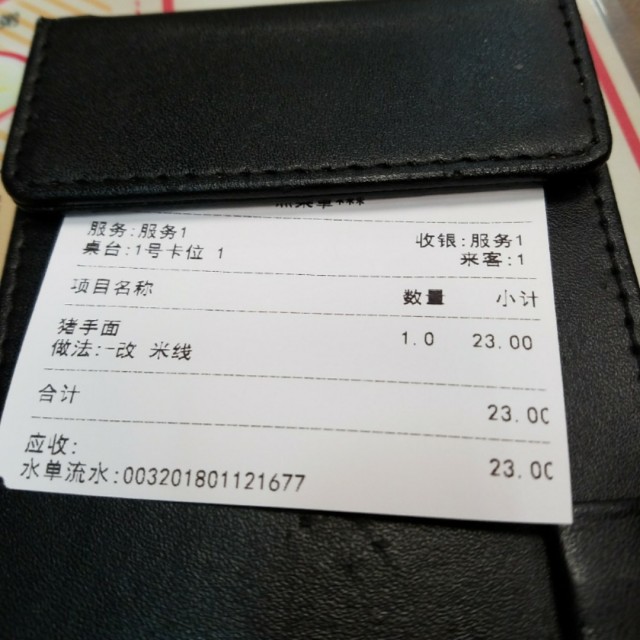 服务:服务1 收银:服务1
桌台:1号卡位 1 来客:1
项目名称 数量 小计
猪手面 1.0 23.00
做法:-改 米线
合计 23.00
应收: 23.00
水单流水:003201801121677